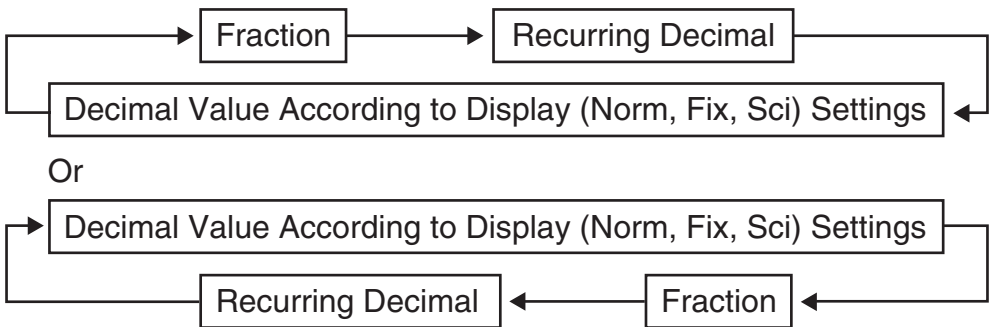 Fraction Recurring Decimal
Decimal Value According to Display (Norm, Fix, Sci) Settings
Or
Decimal Value According to Display (Norm, Fix, Sci) Settings
Recurring Decimal Fraction